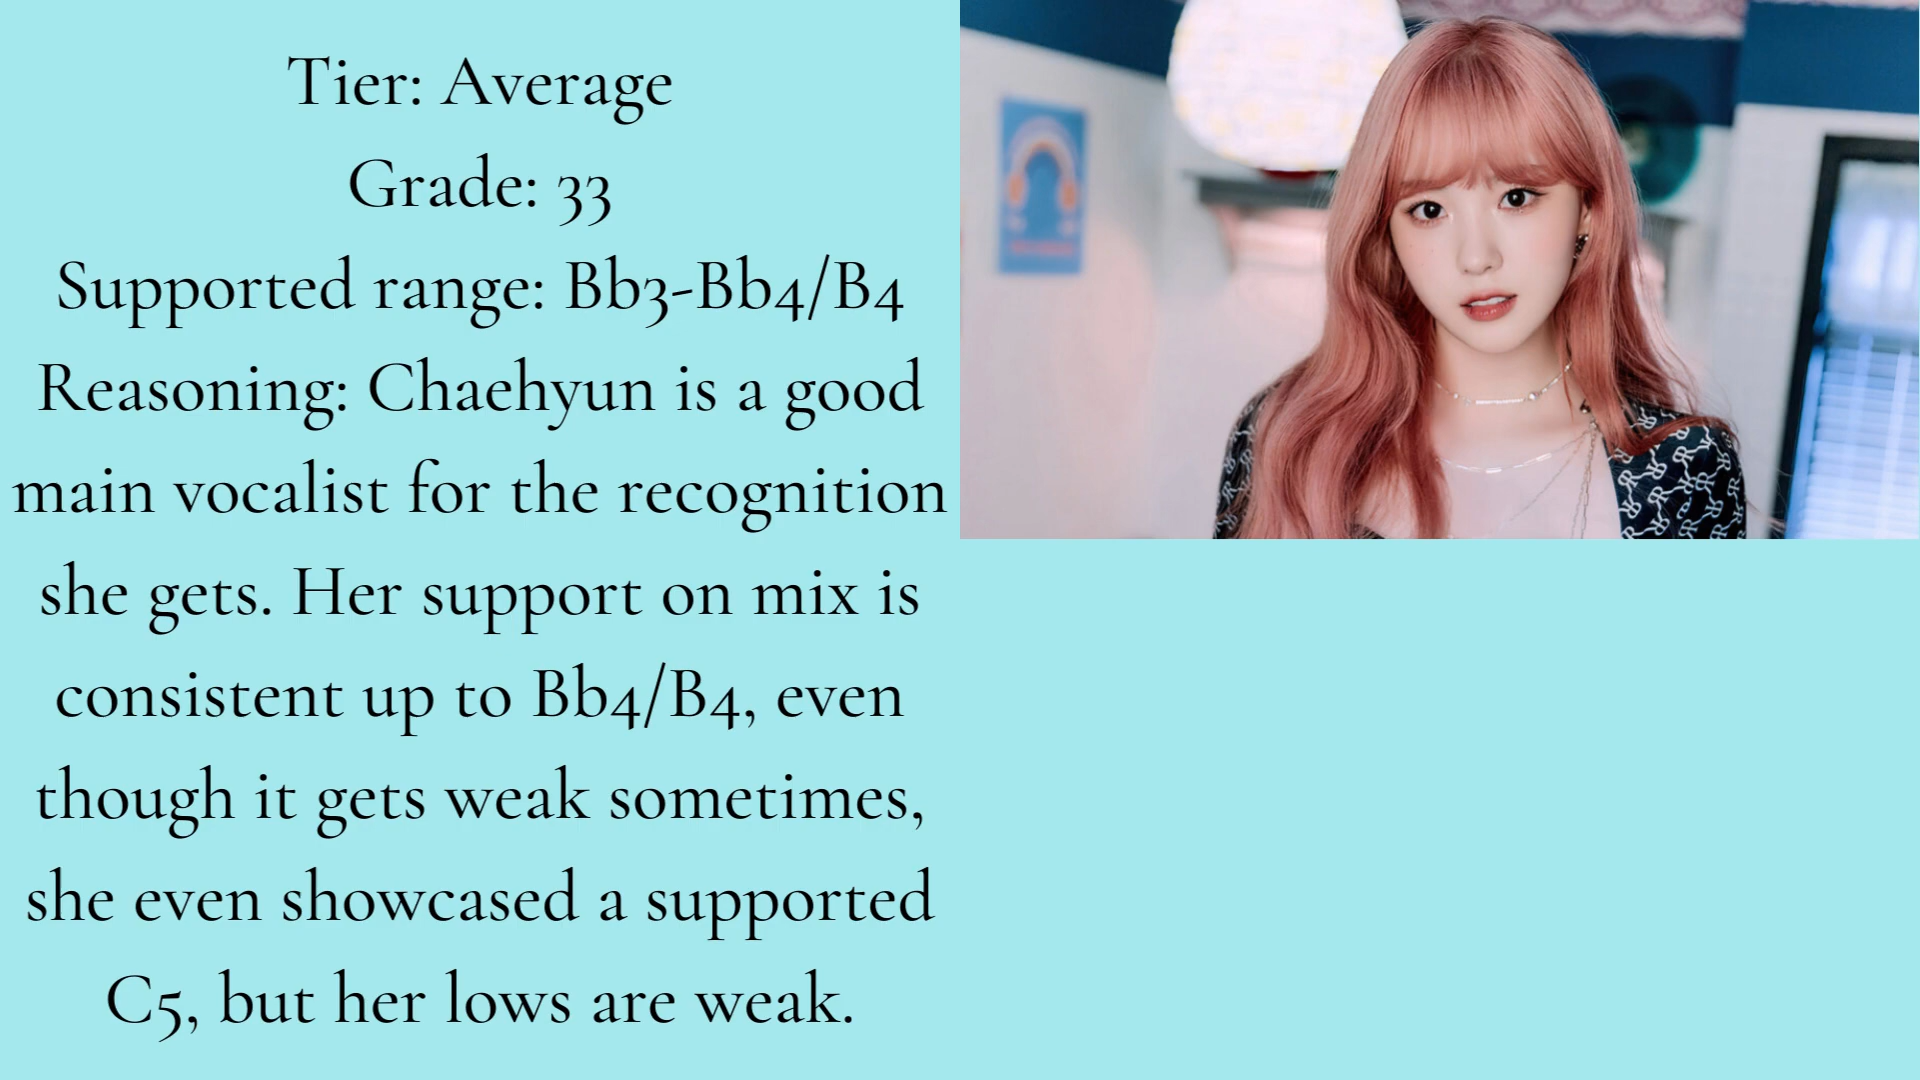 Tier: Average
Grade: 33
Supported range: Bb3-Bb4/B4
Reasoning: Chaehyun is a good
main vocalist for the recognition
she gets. Her support on mix is
consistent up to Bb4/B4, even
though it gets weak sometimes,
she even showcased a supported
C5, but her lows are weak.